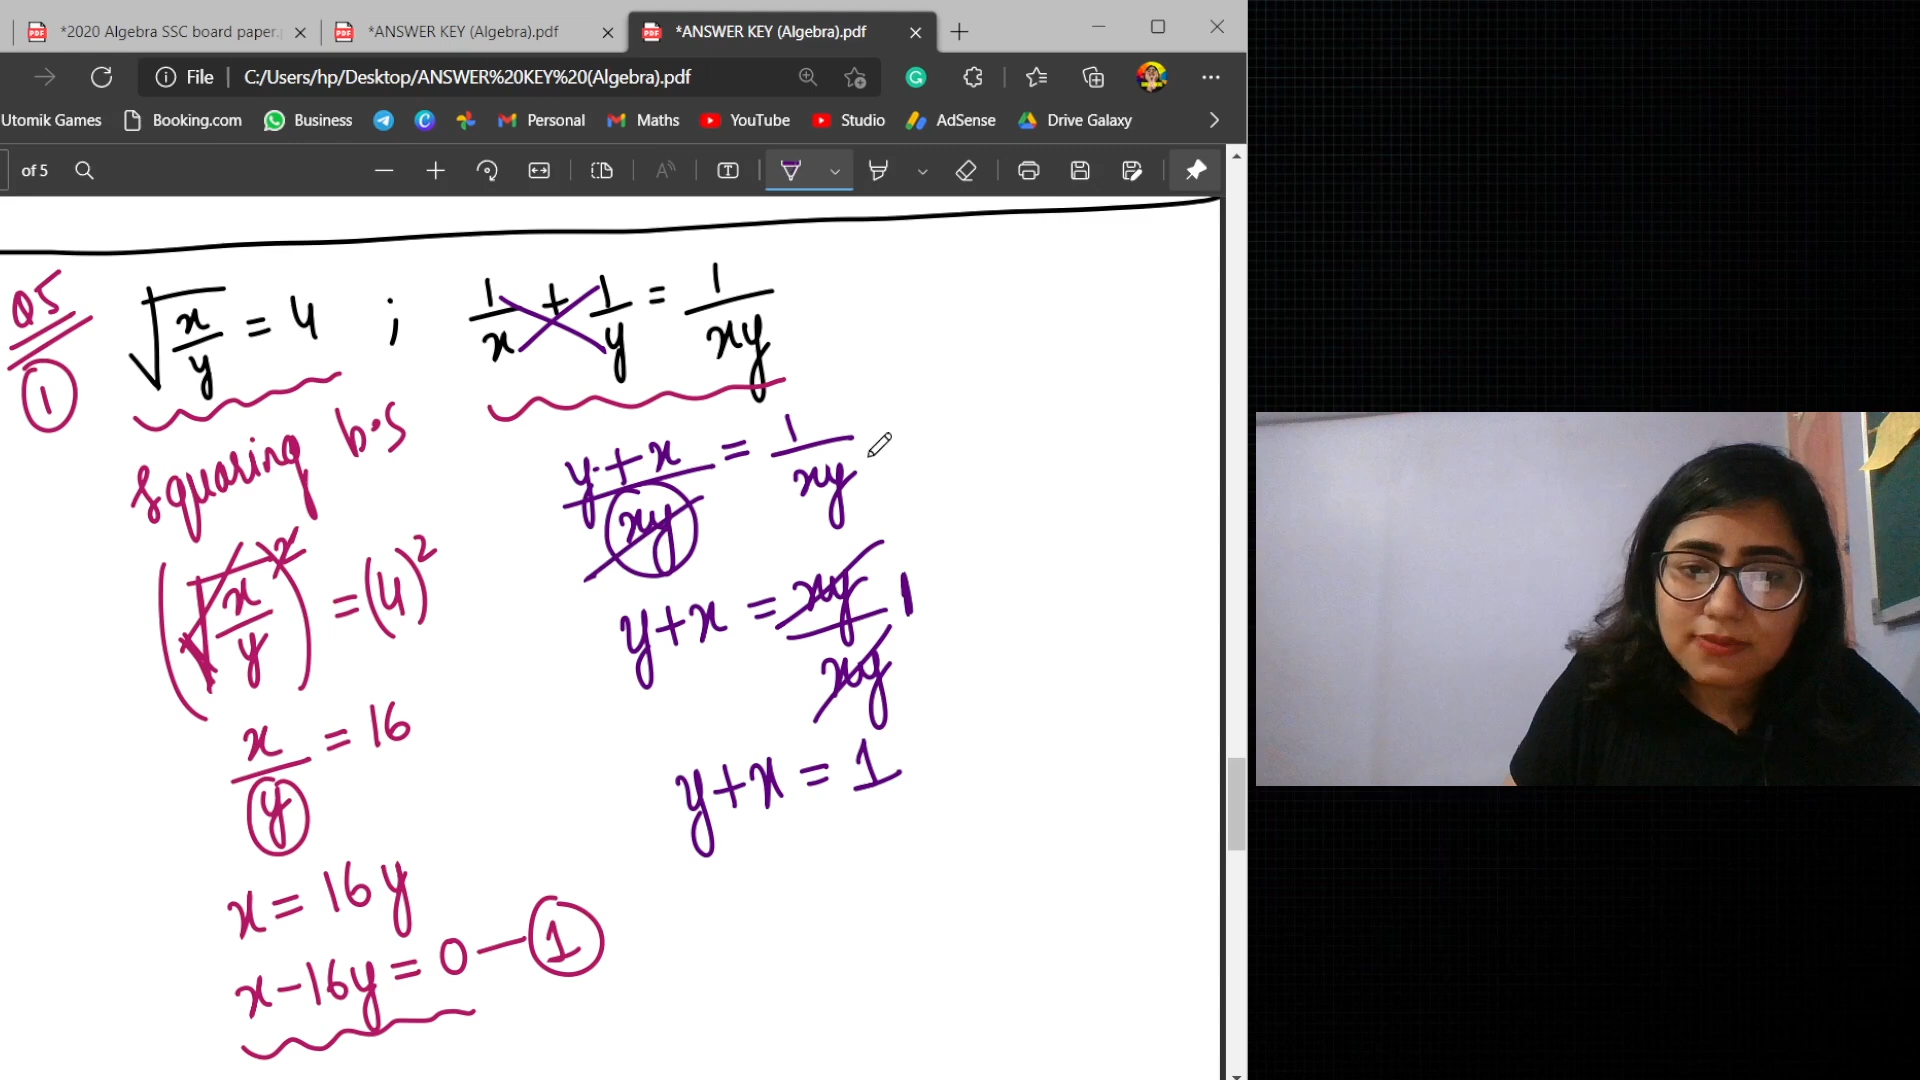 *2020 Algebra SSC board paper.p
*ANSWER KEY (Algebra).pdf
*ANSWER KEY (Algebra).pdf
File
C:/Users/hp/Desktop/ANSWER%20KEY%20(Algebra).pdf
Utomik Games
Booking.com
Business
Personal
Maths
YouTube
Studio
AdSense
Drive Galaxy
of 5
Q5
1
√(x/y) = 4 ; 1/x + 1/y = 1/xy
Squaring b.s
(√(x/y))² = (4)²
x/y = 16
x = 16y
x - 16y = 0 — 1
y + x / xy = 1/xy
y + x = xy/xy 1
y + x = 1